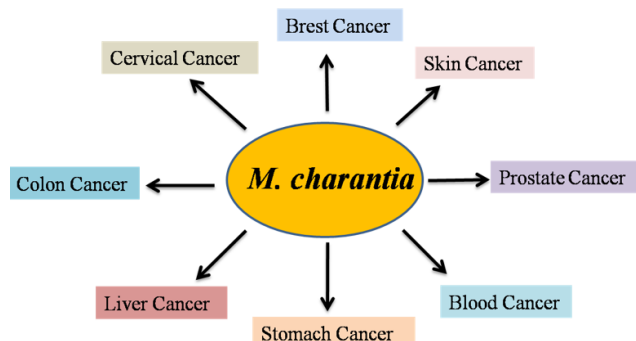 Brest Cancer
Cervical Cancer
Skin Cancer
M. charantia
Colon Cancer
Prostate Cancer
Liver Cancer
Blood Cancer
Stomach Cancer